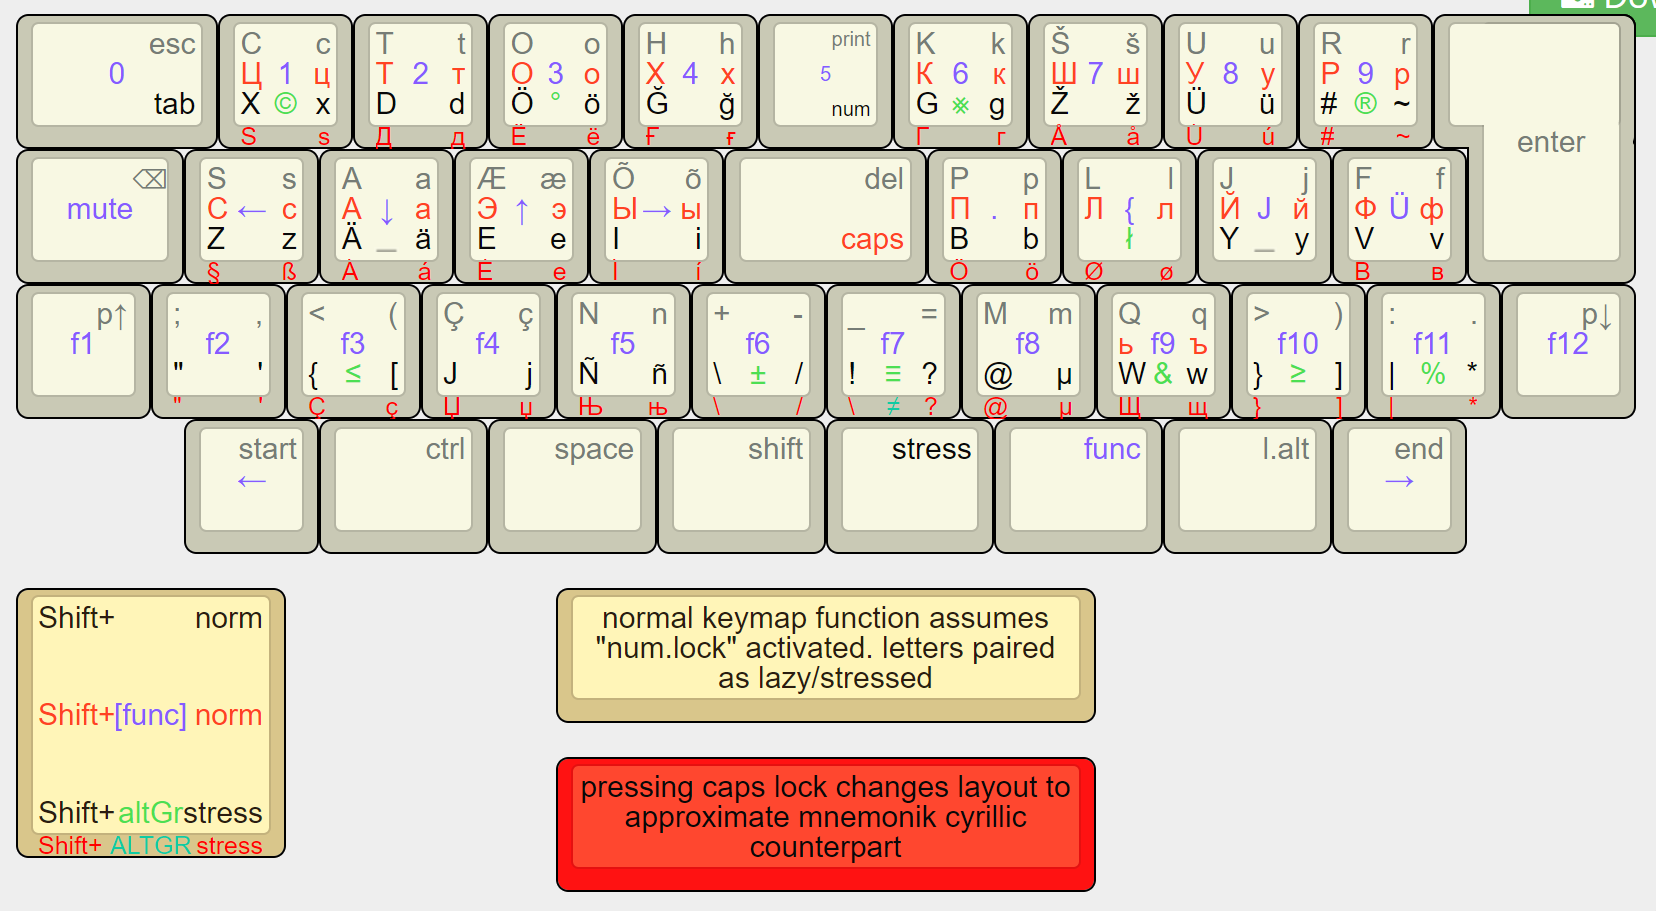 Dow
esc C c T t O o H h print K k Š š U u R r
0 Ц 1 ц Т 2 т О 3 о Х 4 х 5 К 6 к Ш 7 ш У 8 у Р 9 р
tab X © x D d Ö ° ö Ğ ğ num G ※ g Ž ž Ü ü # ® ~
S s Д д Ё ё Ғ ғ Г г Å å Ú ú # ~
enter
⌫ S s A a Æ æ Õ õ del P p L l J j F f
mute С ← с А ↓ а Э ↑ э Ы → ы П . п Л { л Й J й Ф Ü ф
Z z Ä _ ä E e I i caps B b ł Y _ y V v
§ ß Á á É e Í í Ö ö Ø ø В в
p↑ ; , < ( Ç ç N n + - _ = M m Q q > ) : . p↓
f1 f2 f3 f4 f5 f6 f7 f8 ь f9 ъ f10 f11 f12
" ' { ≤ [ J j Ñ ñ \ ± / ! ≡ ? @ µ W & w } ≥ ] | % *
" ' Ç ç Џ џ Њ њ \ / \ ≠ ? @ µ Щ щ } ] | *
start ctrl space shift stress func l.alt end
← →
Shift+ norm
Shift+[func] norm
Shift+altGrstress
Shift+ ALTGR stress
normal keymap function assumes
"num.lock" activated. letters paired
as lazy/stressed
pressing caps lock changes layout to
approximate mnemonik cyrillic
counterpart